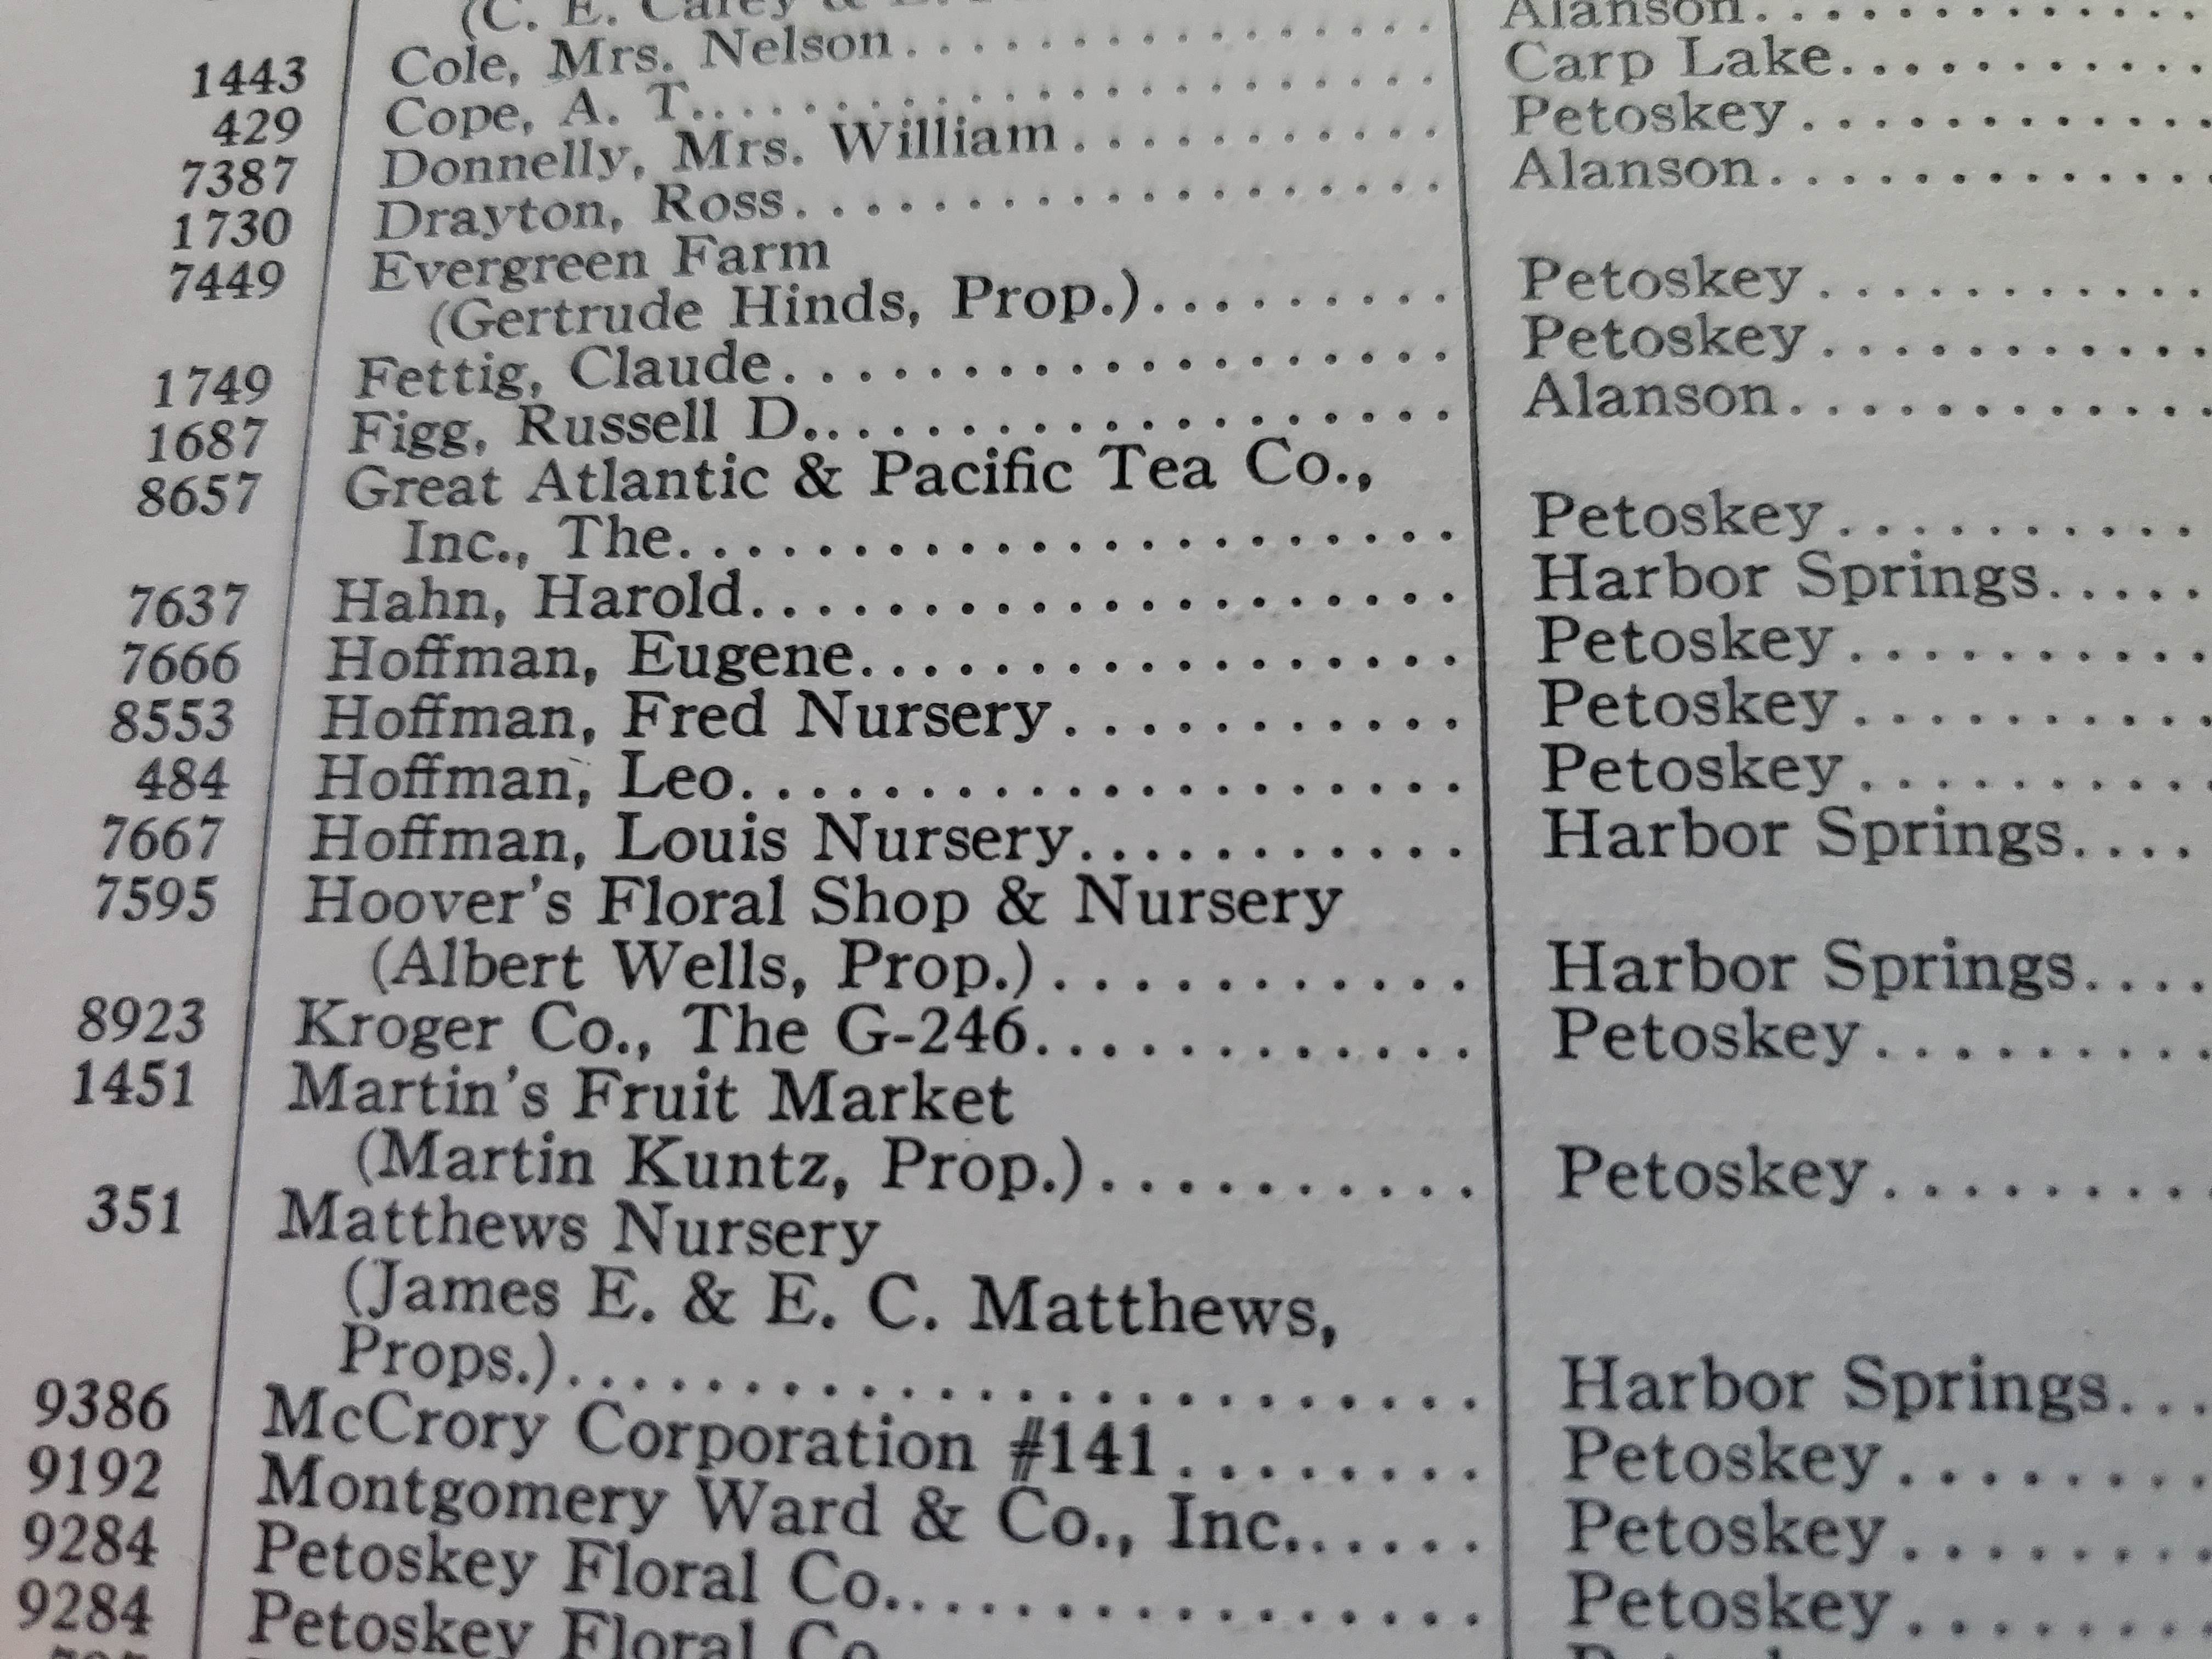 1443 Cole, Mrs. Nelson................ Alanson.............
429 Cope, A. T.................... Carp Lake...........
7387 Donnelly, Mrs. William........... Petoskey............
1730 Drayton, Ross.................. Alanson.............
7449 Evergreen Farm
(Gertrude Hinds, Prop.)......... Petoskey............
1749 Fettig, Claude................... Petoskey............
1687 Figg, Russell D.................. Alanson.............
8657 Great Atlantic & Pacific Tea Co.,
Inc., The...................... Petoskey...........
7637 Hahn, Harold.................... Harbor Springs.....
7666 Hoffman, Eugene................. Petoskey..........
8553 Hoffman, Fred Nursery........... Petoskey..........
484 Hoffman, Leo.................... Petoskey..........
7667 Hoffman, Louis Nursery........... Harbor Springs....
7595 Hoover's Floral Shop & Nursery
(Albert Wells, Prop.)............ Harbor Springs....
8923 Kroger Co., The G-246............. Petoskey.........
1451 Martin's Fruit Market
(Martin Kuntz, Prop.)........... Petoskey.........
351 Matthews Nursery
(James E. & E. C. Matthews,
Props.)....................... Harbor Springs...
9386 McCrory Corporation #141......... Petoskey........
9192 Montgomery Ward & Co., Inc...... Petoskey........
9284 Petoskey Floral Co................ Petoskey........
9284 Petoskey Floral Co